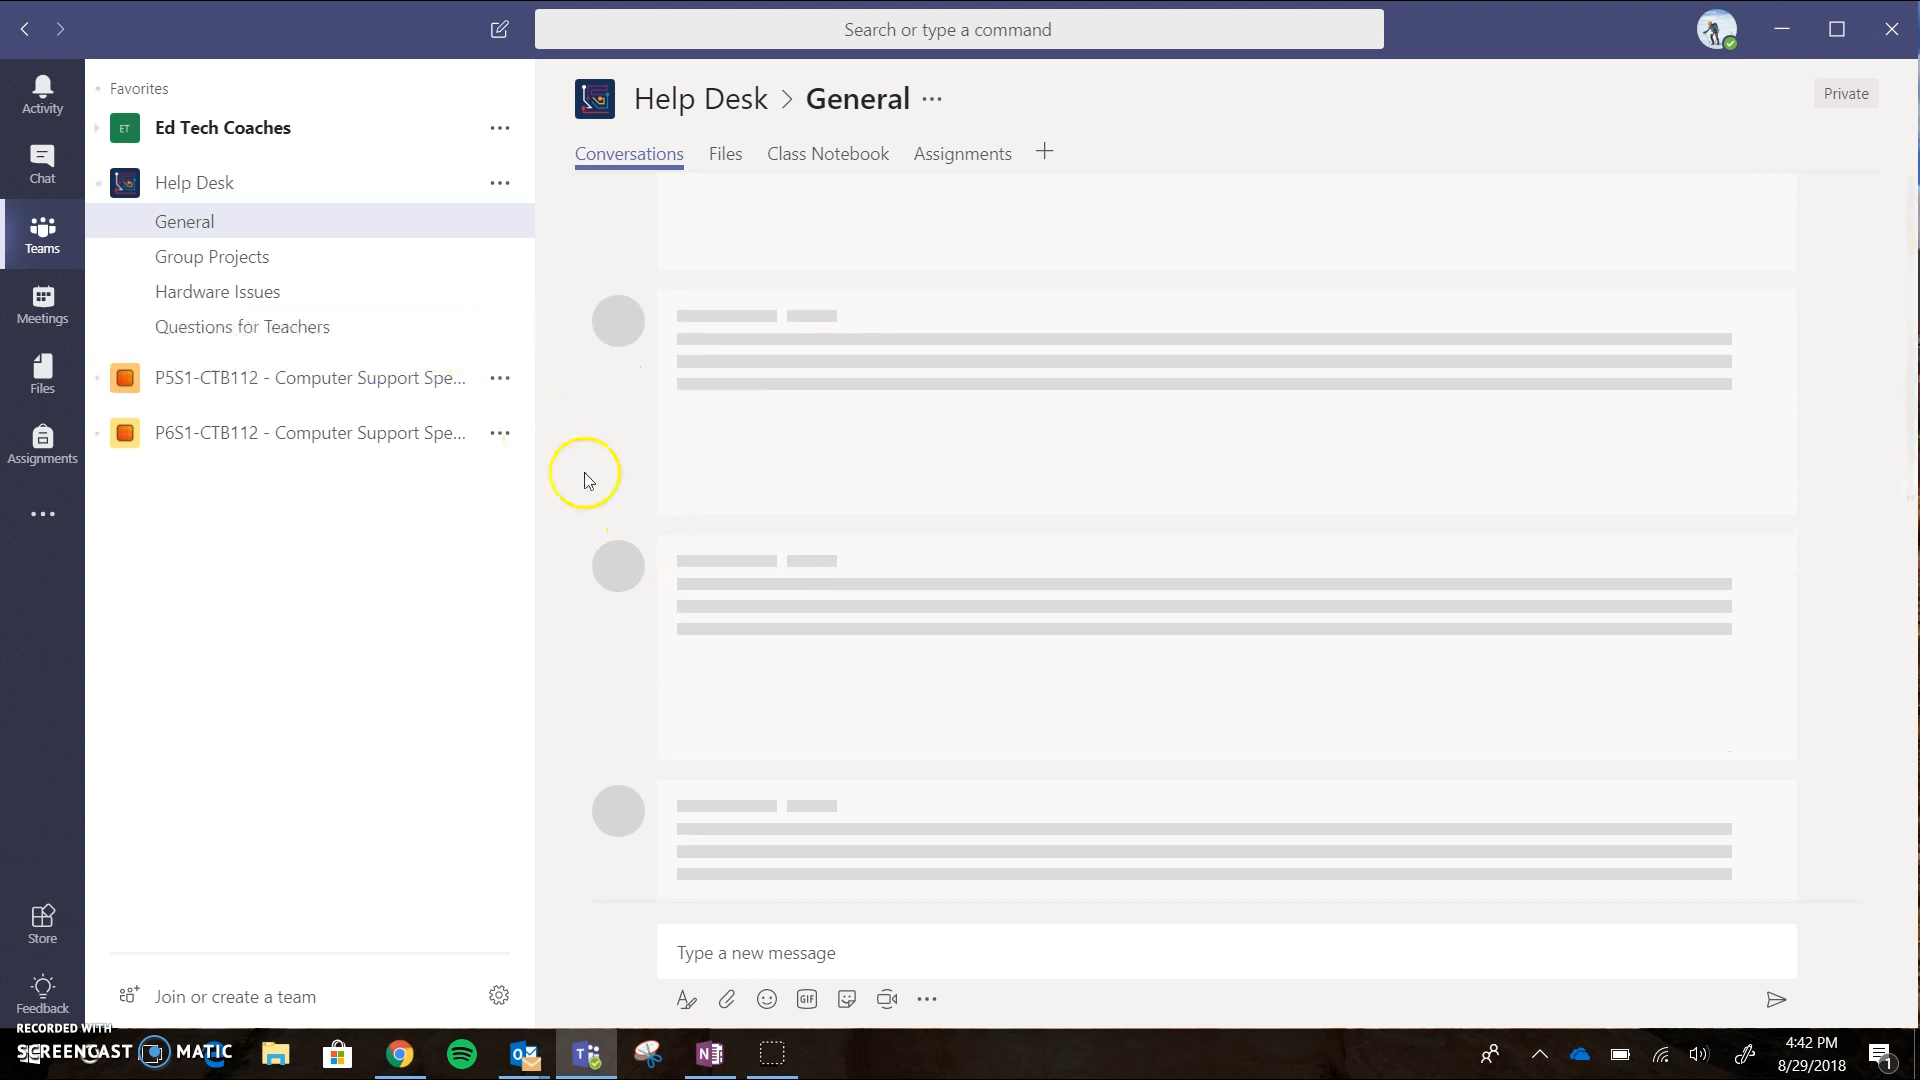 Search or type a command
Activity
Chat
Teams
Meetings
Files
Assignments
Store
Feedback
Favorites
ET
Ed Tech Coaches
Help Desk
General
Group Projects
Hardware Issues
Questions for Teachers
P5S1-CTB112 - Computer Support Spe...
P6S1-CTB112 - Computer Support Spe...
Join or create a team
Help Desk > General
Private
Conversations Files Class Notebook Assignments
Type a new message
GIF
RECORDED WITH
SCREENCAST MATIC
4:42 PM
8/29/2018
1